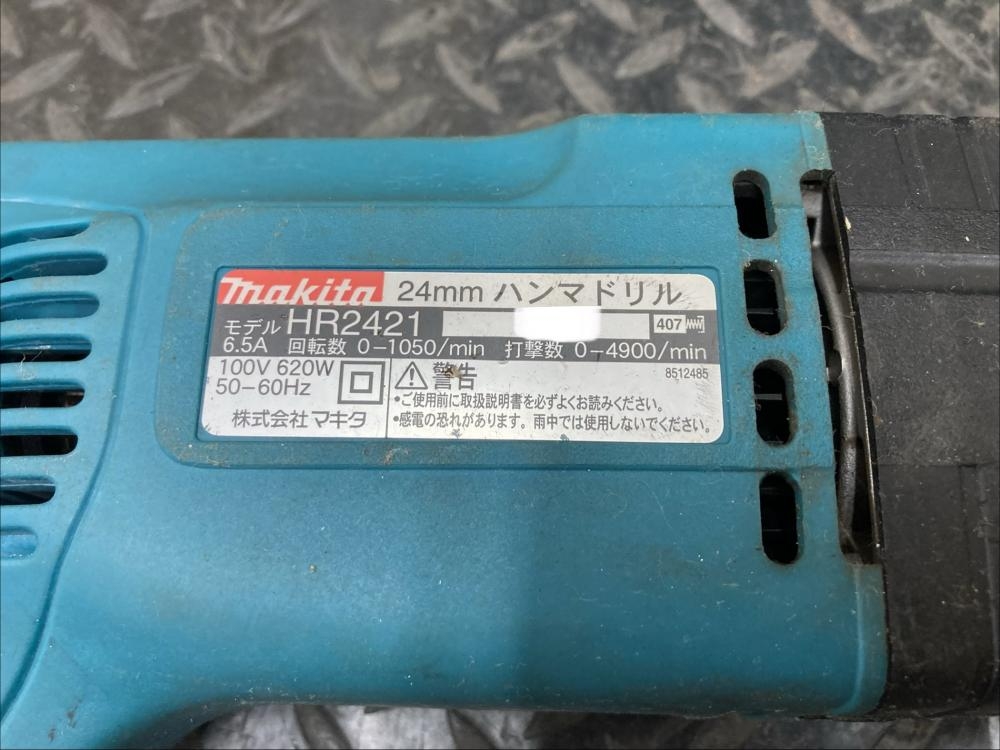 makita 24mm ハンマドリル
モデル HR2421 407
6.5A 回転数 0-1050/min 打撃数 0-4900/min
100V 620W
50-60Hz
株式会社 マキタ
警告 8512485
•ご使用前に取扱説明書を必ずよくお読みください。
•感電の恐れがあります。雨中では使用しないでください。